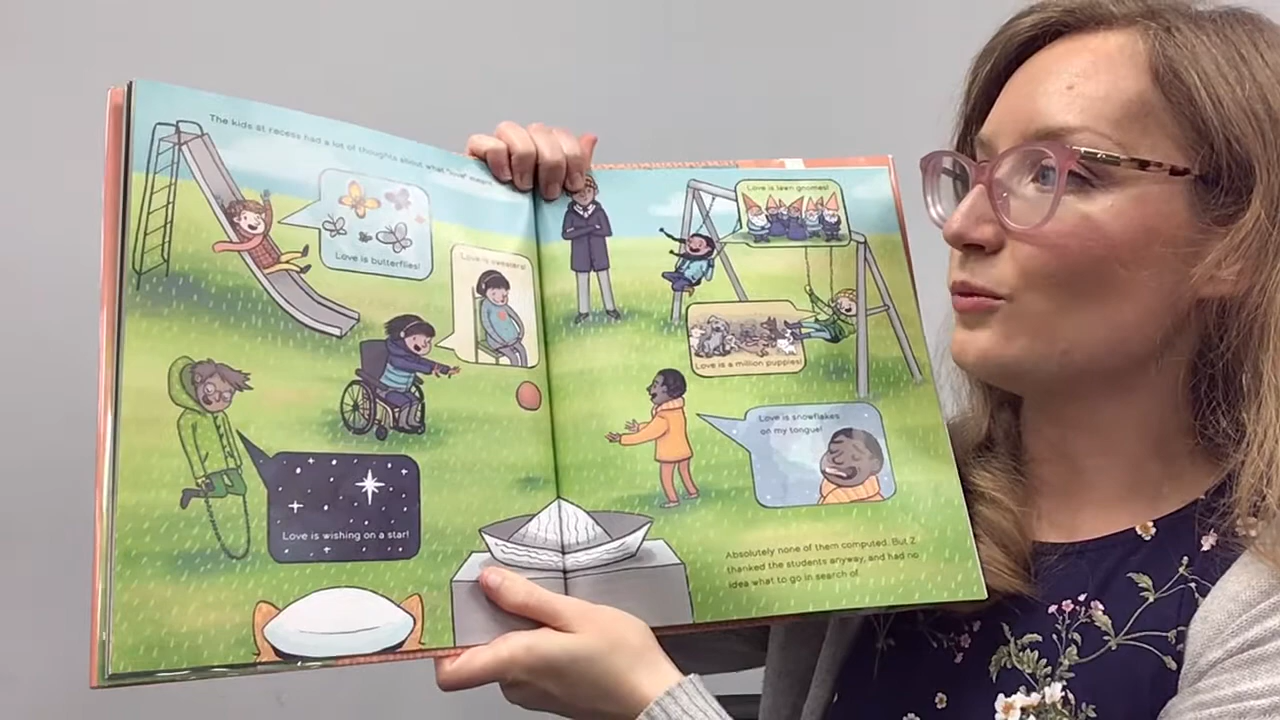 The kids at recess had a lot of thoughts about what "love" meant.
Love is butterflies!
Love is sweaters!
Love is wishing on a star!
Love is lawn gnomes!
Love is a million puppies!
Love is snowflakes
on my tongue!
Absolutely none of them computed. But Z
thanked the students anyway, and had no
idea what to go in search of.